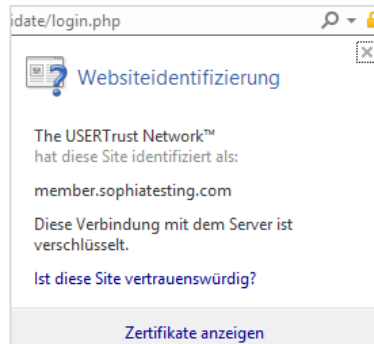 idate/login.php
Websiteidentifizierung
The USERTrust Network™
hat diese Site identifiziert als:
member.sophiatesting.com
Diese Verbindung mit dem Server ist
verschlüsselt.
Ist diese Site vertrauenswürdig?
Zertifikate anzeigen